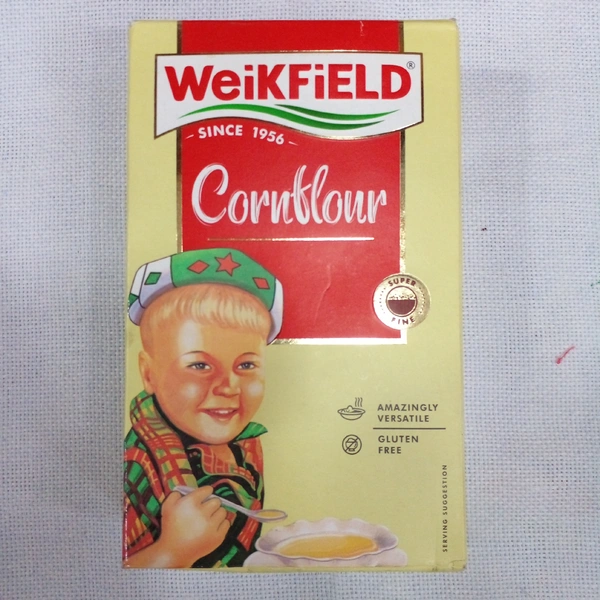 WeiKFiELD®
SINCE 1956
Cornflour
SUPER
FINE
AMAZINGLY
VERSATILE
GLUTEN
FREE
SERVING SUGGESTION